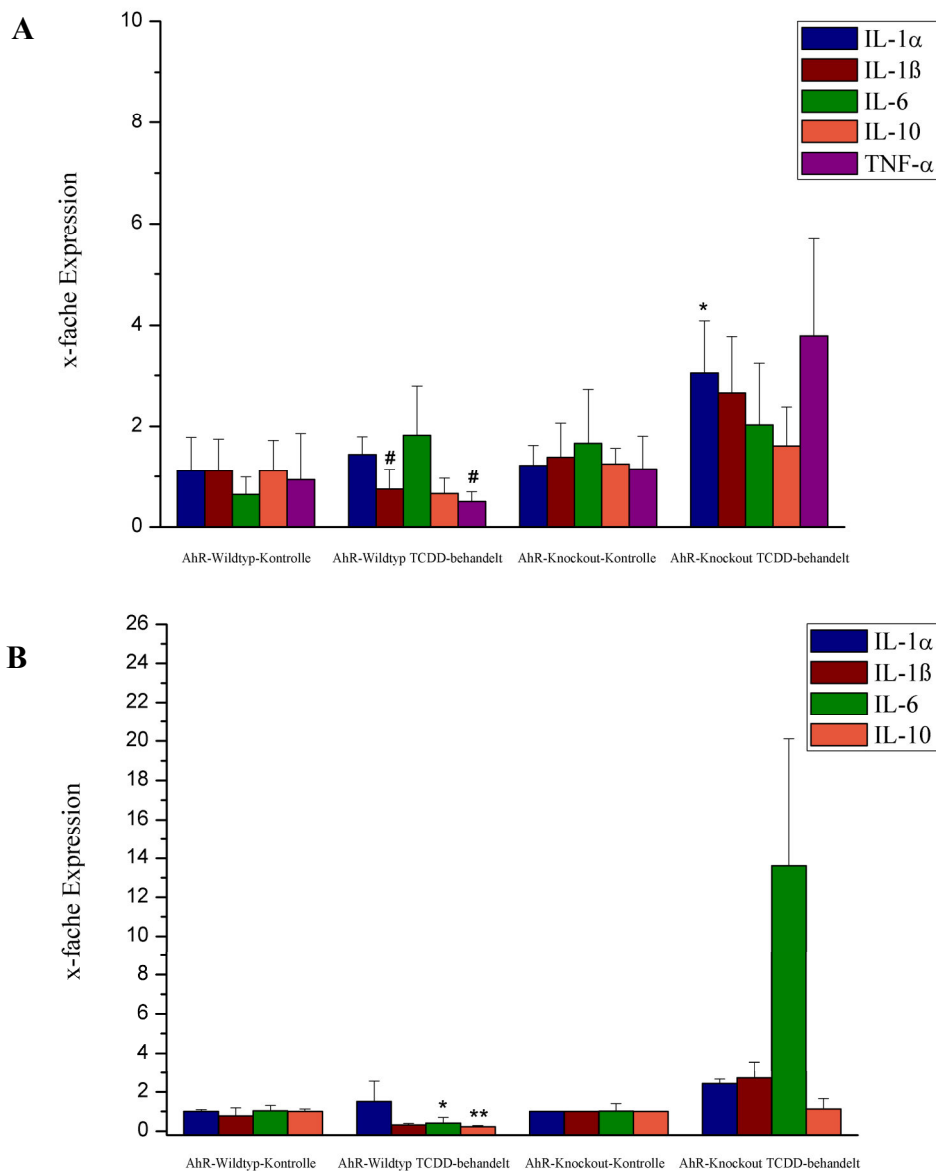 A
10
8
6
4
2
0
x-fache Expression
IL-1α
IL-1ß
IL-6
IL-10
TNF-α
#
#
*
AhR-Wildtyp-Kontrolle
AhR-Wildtyp TCDD-behandelt
AhR-Knockout-Kontrolle
AhR-Knockout TCDD-behandelt
B
26
24
22
20
18
16
14
12
10
8
6
4
2
0
x-fache Expression
IL-1α
IL-1ß
IL-6
IL-10
*
**
AhR-Wildtyp-Kontrolle
AhR-Wildtyp TCDD-behandelt
AhR-Knockout-Kontrolle
AhR-Knockout TCDD-behandelt